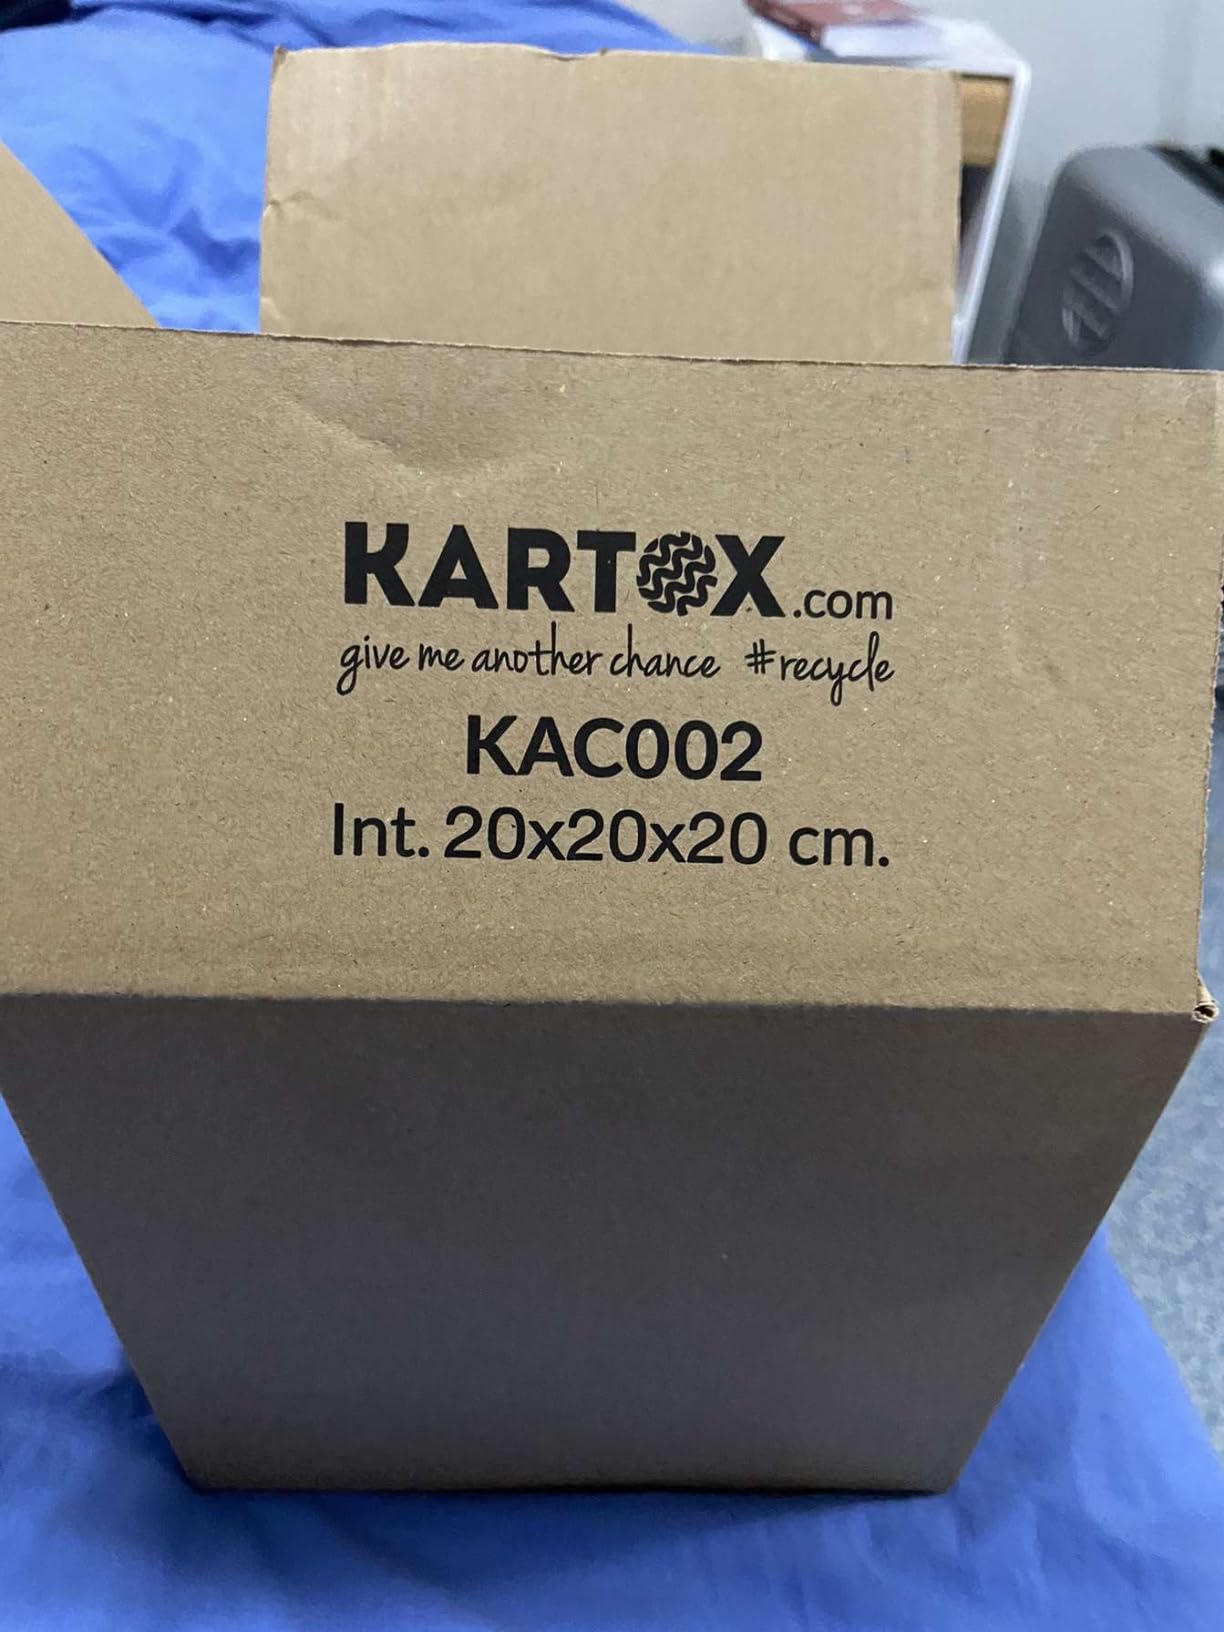 KARTOX.com
give me another chance #recycle
KAC002
Int. 20x20x20 cm.